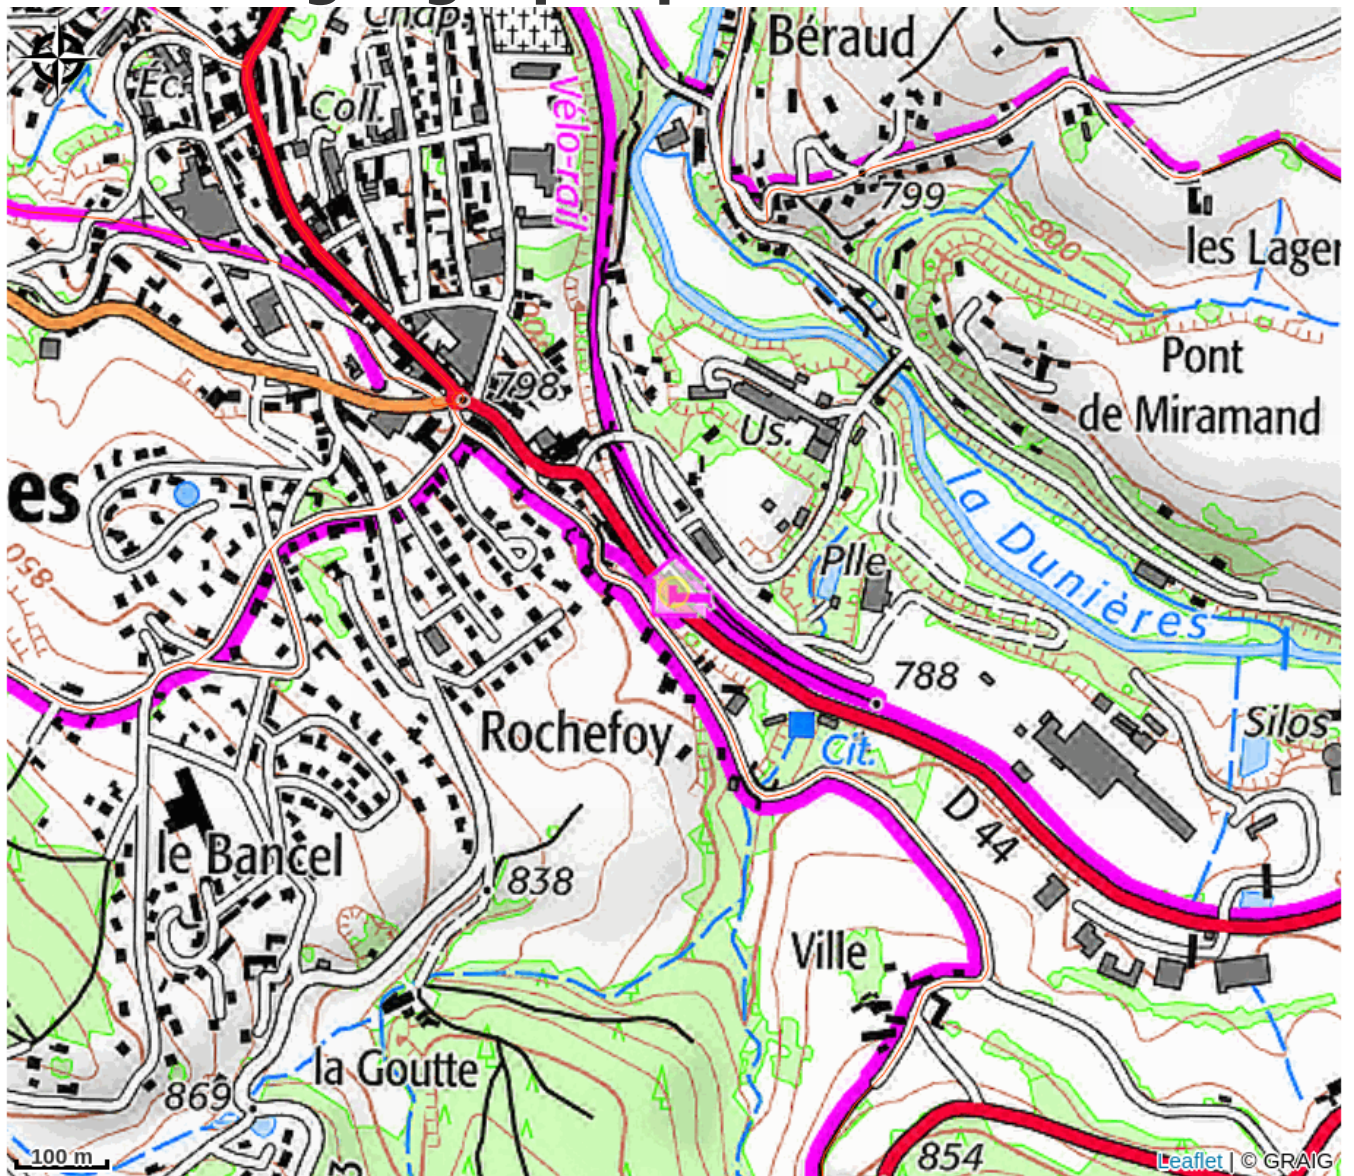 Chap.
Béraud
Ec.
Coll.
Vélo-rail
799
800
les Lager
Pont
de Miramand
798
Us.
es
la Dunières
850
Plle
788
Silos
Rochefoy
Cit.
D 44
le Bancel
838
Ville
la Goutte
869
854
100 m
Leaflet | © GRAIG